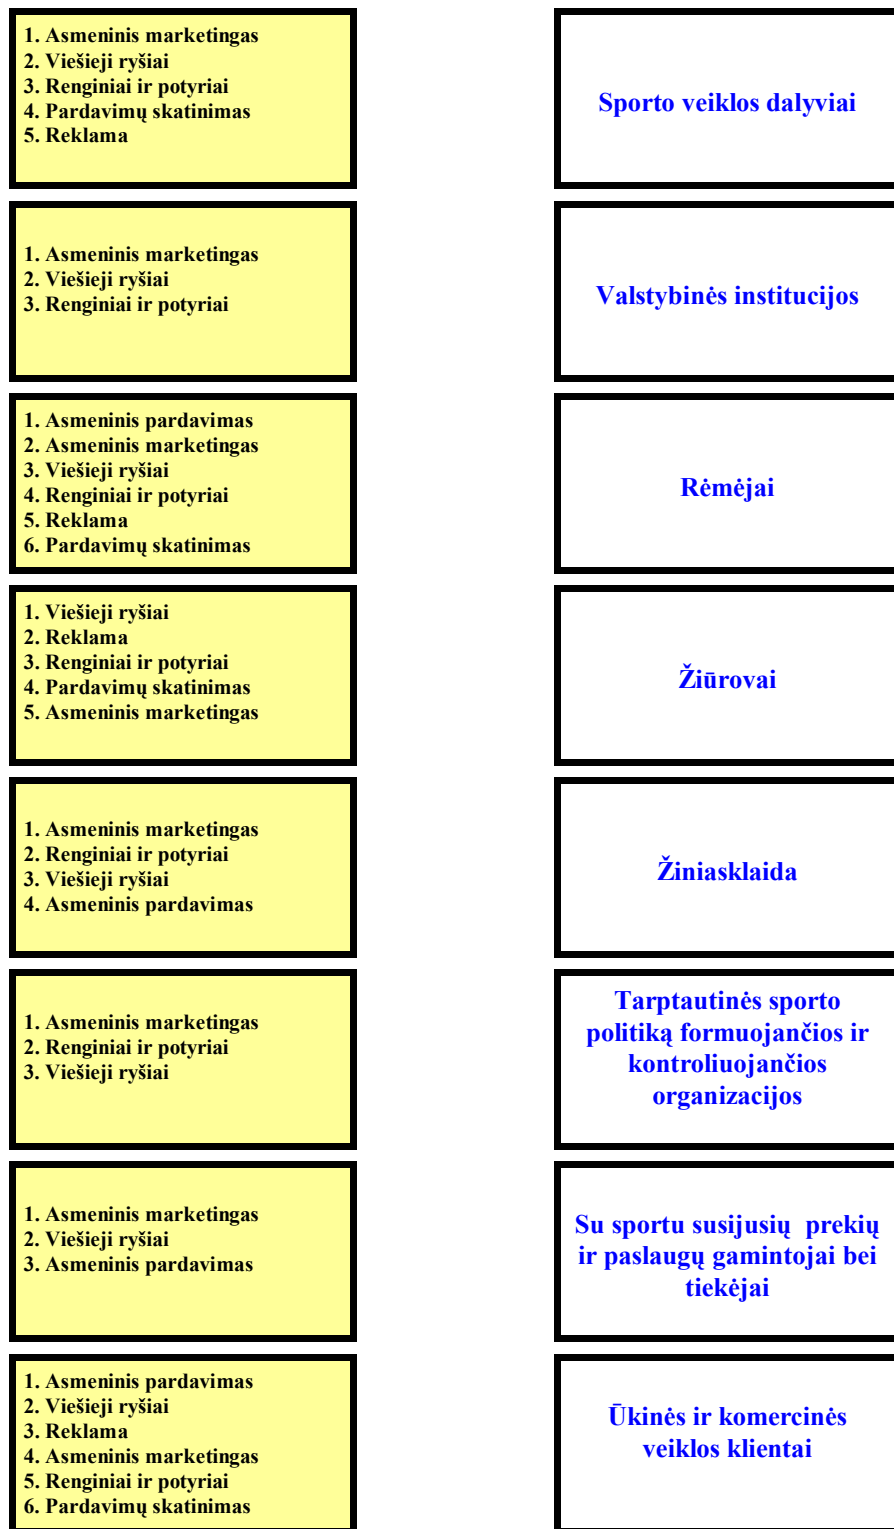 1. Asmeninis marketingas
2. Viešieji ryšiai
3. Renginiai ir potyriai
4. Pardavimų skatinimas
5. Reklama
Sporto veiklos dalyviai
1. Asmeninis marketingas
2. Viešieji ryšiai
3. Renginiai ir potyriai
Valstybinės institucijos
1. Asmeninis pardavimas
2. Asmeninis marketingas
3. Viešieji ryšiai
4. Renginiai ir potyriai
5. Reklama
6. Pardavimų skatinimas
Rėmėjai
1. Viešieji ryšiai
2. Reklama
3. Renginiai ir potyriai
4. Pardavimų skatinimas
5. Asmeninis marketingas
Žiūrovai
1. Asmeninis marketingas
2. Renginiai ir potyriai
3. Viešieji ryšiai
4. Asmeninis pardavimas
Žiniasklaida
1. Asmeninis marketingas
2. Renginiai ir potyriai
3. Viešieji ryšiai
Tarptautinės sporto
politiką formuojančios ir
kontroliuojančios
organizacijos
1. Asmeninis marketingas
2. Viešieji ryšiai
3. Asmeninis pardavimas
Su sportu susijusių prekių
ir paslaugų gamintojai bei
tiekėjai
1. Asmeninis pardavimas
2. Viešieji ryšiai
3. Reklama
4. Asmeninis marketingas
5. Renginiai ir potyriai
6. Pardavimų skatinimas
Ūkinės ir komercinės
veiklos klientai